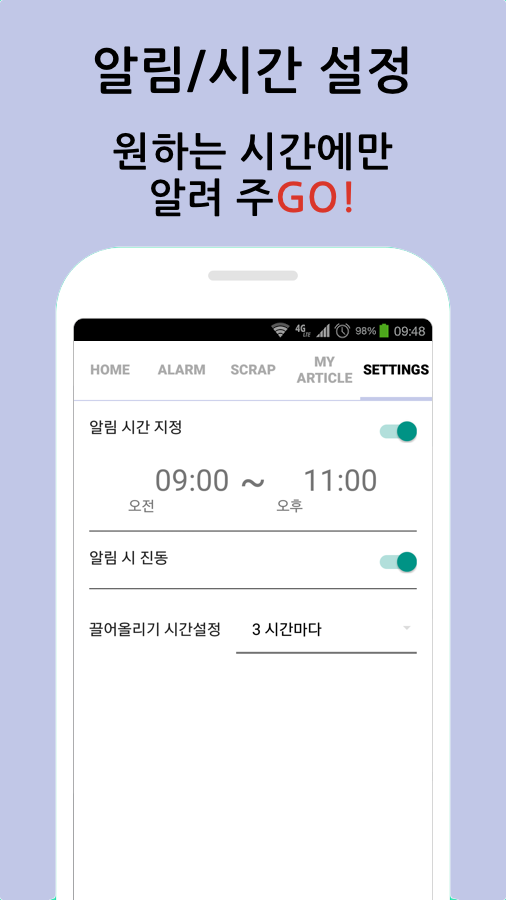 알림/시간 설정
원하는 시간에만
알려 주GO!
4G LTE 98% 09:48
HOME ALARM SCRAP MY ARTICLE SETTINGS
알림 시간 지정
오전 09:00 ~ 오후 11:00
알림 시 진동
끌어올리기 시간설정 3 시간마다